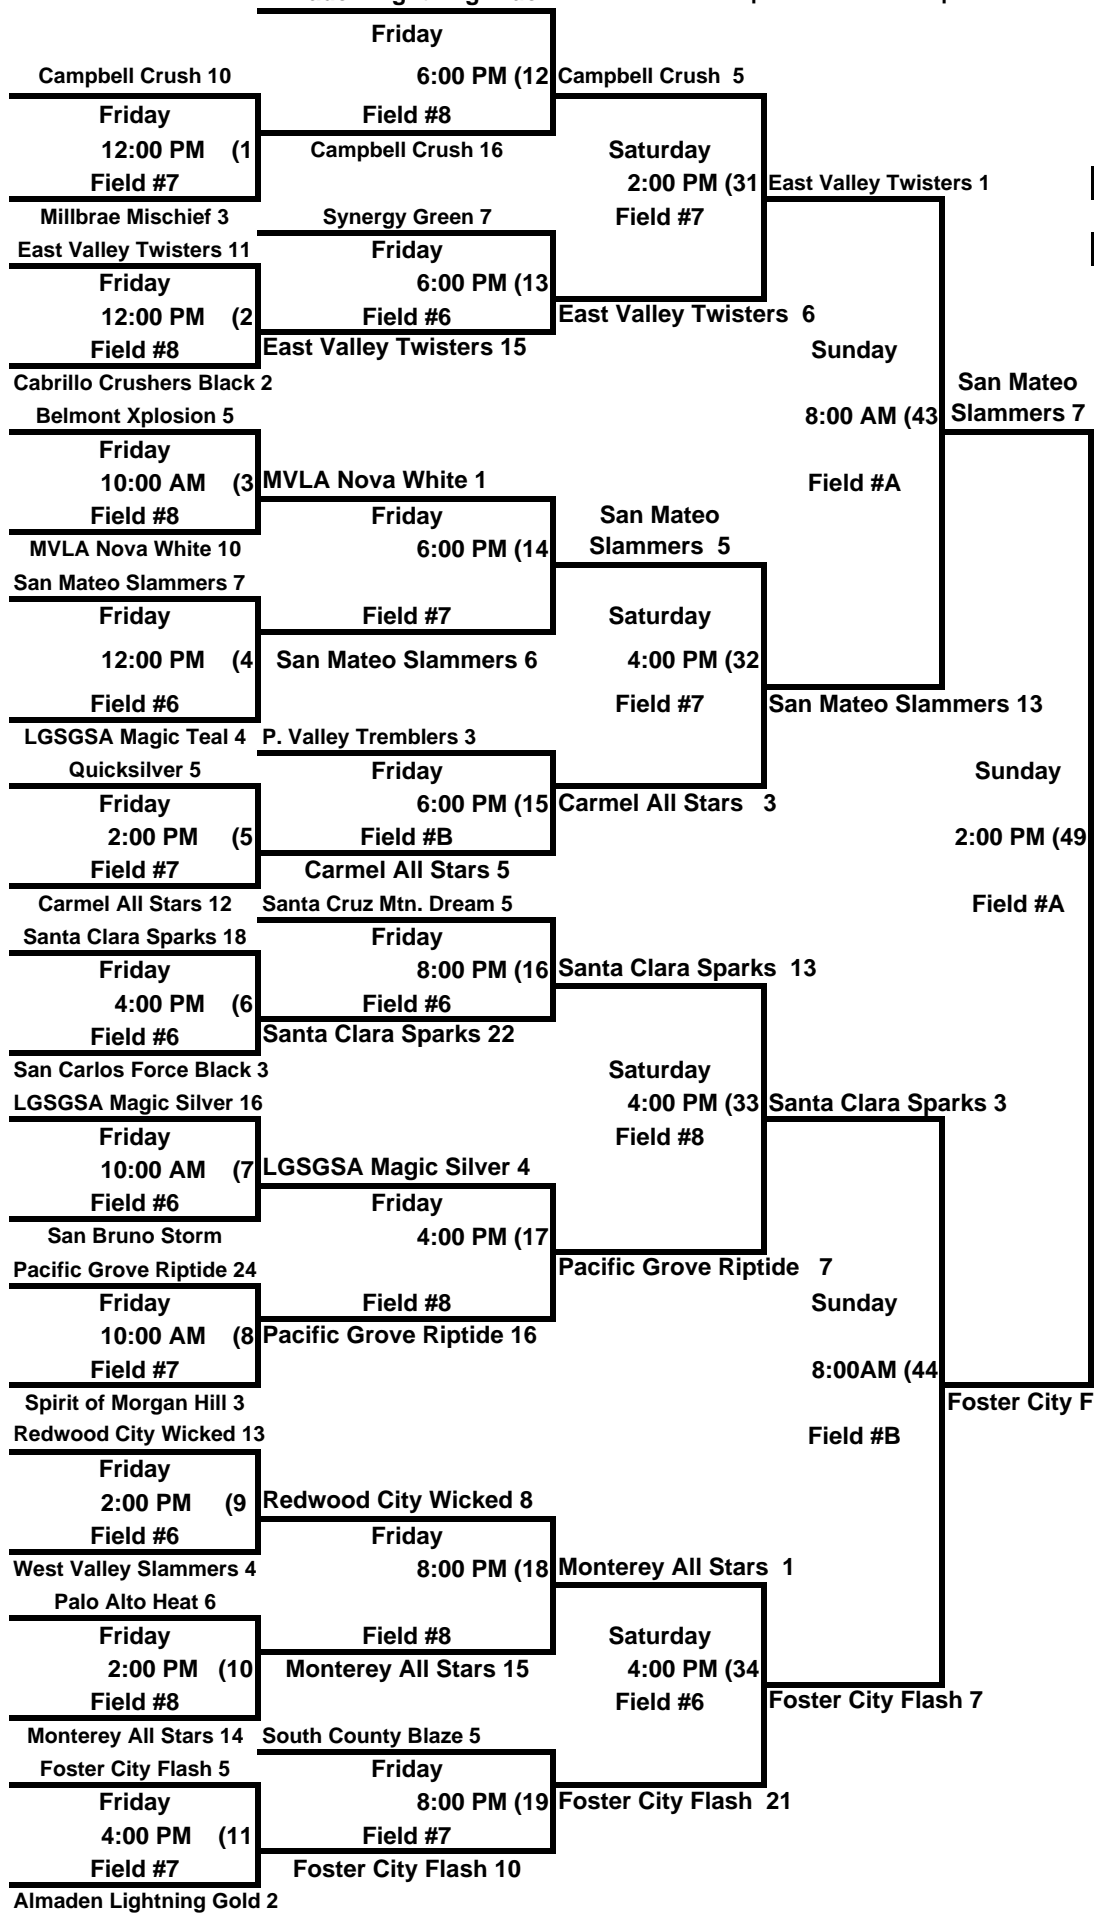 Friday
Campbell Crush 10
6:00 PM (12
Campbell Crush 5
Friday
Field #8
12:00 PM (1
Campbell Crush 16
Saturday
Field #7
2:00 PM (31
East Valley Twisters 1
Millbrae Mischief 3
Synergy Green 7
Field #7
East Valley Twisters 11
Friday
Friday
6:00 PM (13
12:00 PM (2
Field #6
East Valley Twisters 6
Field #8
East Valley Twisters 15
Sunday
Cabrillo Crushers Black 2
San Mateo
Slammers 7
Belmont Xplosion 5
8:00 AM (43
Friday
10:00 AM (3
MVLA Nova White 1
Field #A
Field #8
Friday
San Mateo
Slammers 5
MVLA Nova White 10
6:00 PM (14
San Mateo Slammers 7
Friday
Field #7
Saturday
12:00 PM (4
San Mateo Slammers 6
4:00 PM (32
Field #6
Field #7
San Mateo Slammers 13
LGSGSA Magic Teal 4
P. Valley Tremblers 3
Quicksilver 5
Friday
Sunday
Friday
6:00 PM (15
Carmel All Stars 3
2:00 PM (5
Field #B
2:00 PM (49
Field #7
Carmel All Stars 5
Carmel All Stars 12
Santa Cruz Mtn. Dream 5
Field #A
Santa Clara Sparks 18
Friday
Friday
8:00 PM (16
Santa Clara Sparks 13
4:00 PM (6
Field #6
Field #6
Santa Clara Sparks 22
San Carlos Force Black 3
Saturday
LGSGSA Magic Silver 16
4:00 PM (33
Santa Clara Sparks 3
Friday
Field #8
10:00 AM (7
LGSGSA Magic Silver 4
Field #6
Friday
San Bruno Storm
4:00 PM (17
Pacific Grove Riptide 24
Pacific Grove Riptide 7
Friday
Field #8
Sunday
10:00 AM (8
Pacific Grove Riptide 16
Field #7
8:00AM (44
Spirit of Morgan Hill 3
Foster City F
Redwood City Wicked 13
Field #B
Friday
2:00 PM (9
Redwood City Wicked 8
Field #6
Friday
West Valley Slammers 4
8:00 PM (18
Monterey All Stars 1
Palo Alto Heat 6
Friday
Field #8
Saturday
2:00 PM (10
Monterey All Stars 15
4:00 PM (34
Field #8
Field #6
Foster City Flash 7
Monterey All Stars 14
South County Blaze 5
Foster City Flash 5
Friday
Friday
8:00 PM (19
Foster City Flash 21
4:00 PM (11
Field #7
Field #7
Foster City Flash 10
Almaden Lightning Gold 2